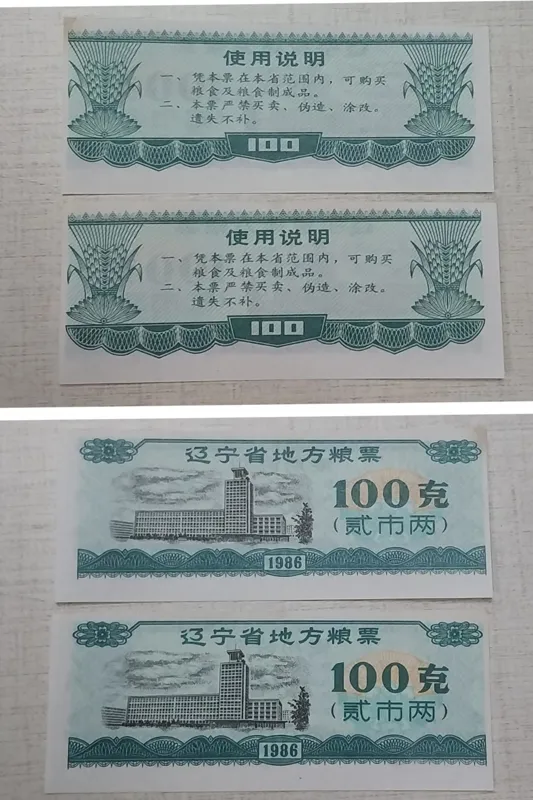 使用说明
一、凭本票在本省范围内，可购买
粮食及粮食制成品。
二、本票严禁买卖、伪造、涂改。
遗失不补。
100
使用说明
一、凭本票在本省范围内，可购买
粮食及粮食制成品。
二、本票严禁买卖、伪造、涂改。
遗失不补。
100
辽宁省地方粮票
100克
（贰市两）
1986
辽宁省地方粮票
100克
（贰市两）
1986